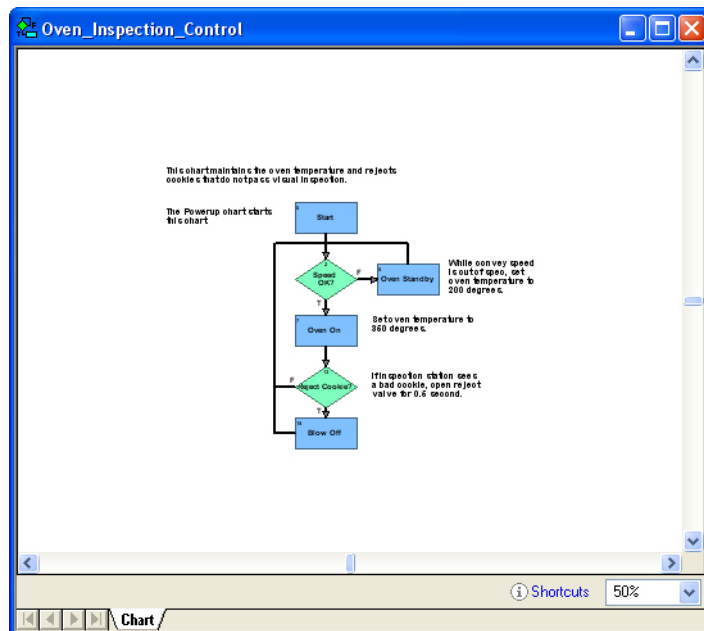 Oven_Inspection_Control
This chart maintains the oven temperature and rejects
cookies that do not pass visual inspection.
The Powerup chart starts
this chart
Start
Speed
OK?
F
Oven Standby
While convey speed
is out of spec, set
oven temperature to
200 degrees.
T
Oven On
Set oven temperature to
360 degrees.
F
Reject Cookie?
If inspection station sees
a bad cookie, open reject
valve for 0.6 second.
T
Blow Off
Shortcuts
50%
Chart